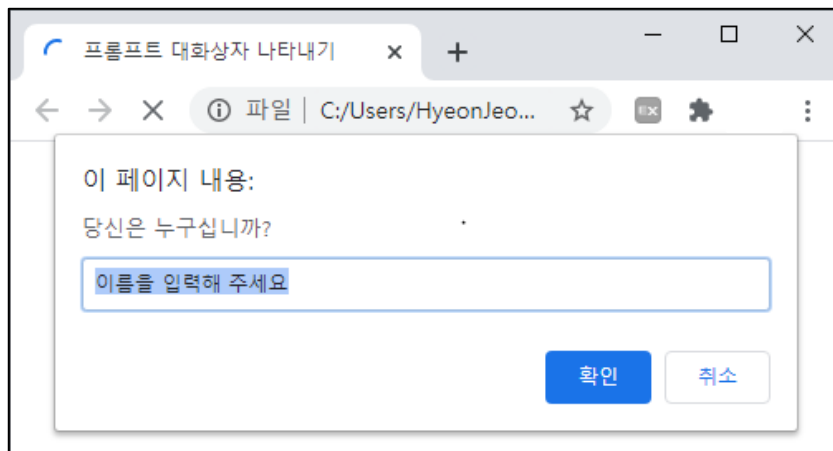 프롬프트 대화상자 나타내기
파일 C:/Users/HyeonJeo...
EX
이 페이지 내용:
당신은 누구십니까?
이름을 입력해 주세요
확인 취소